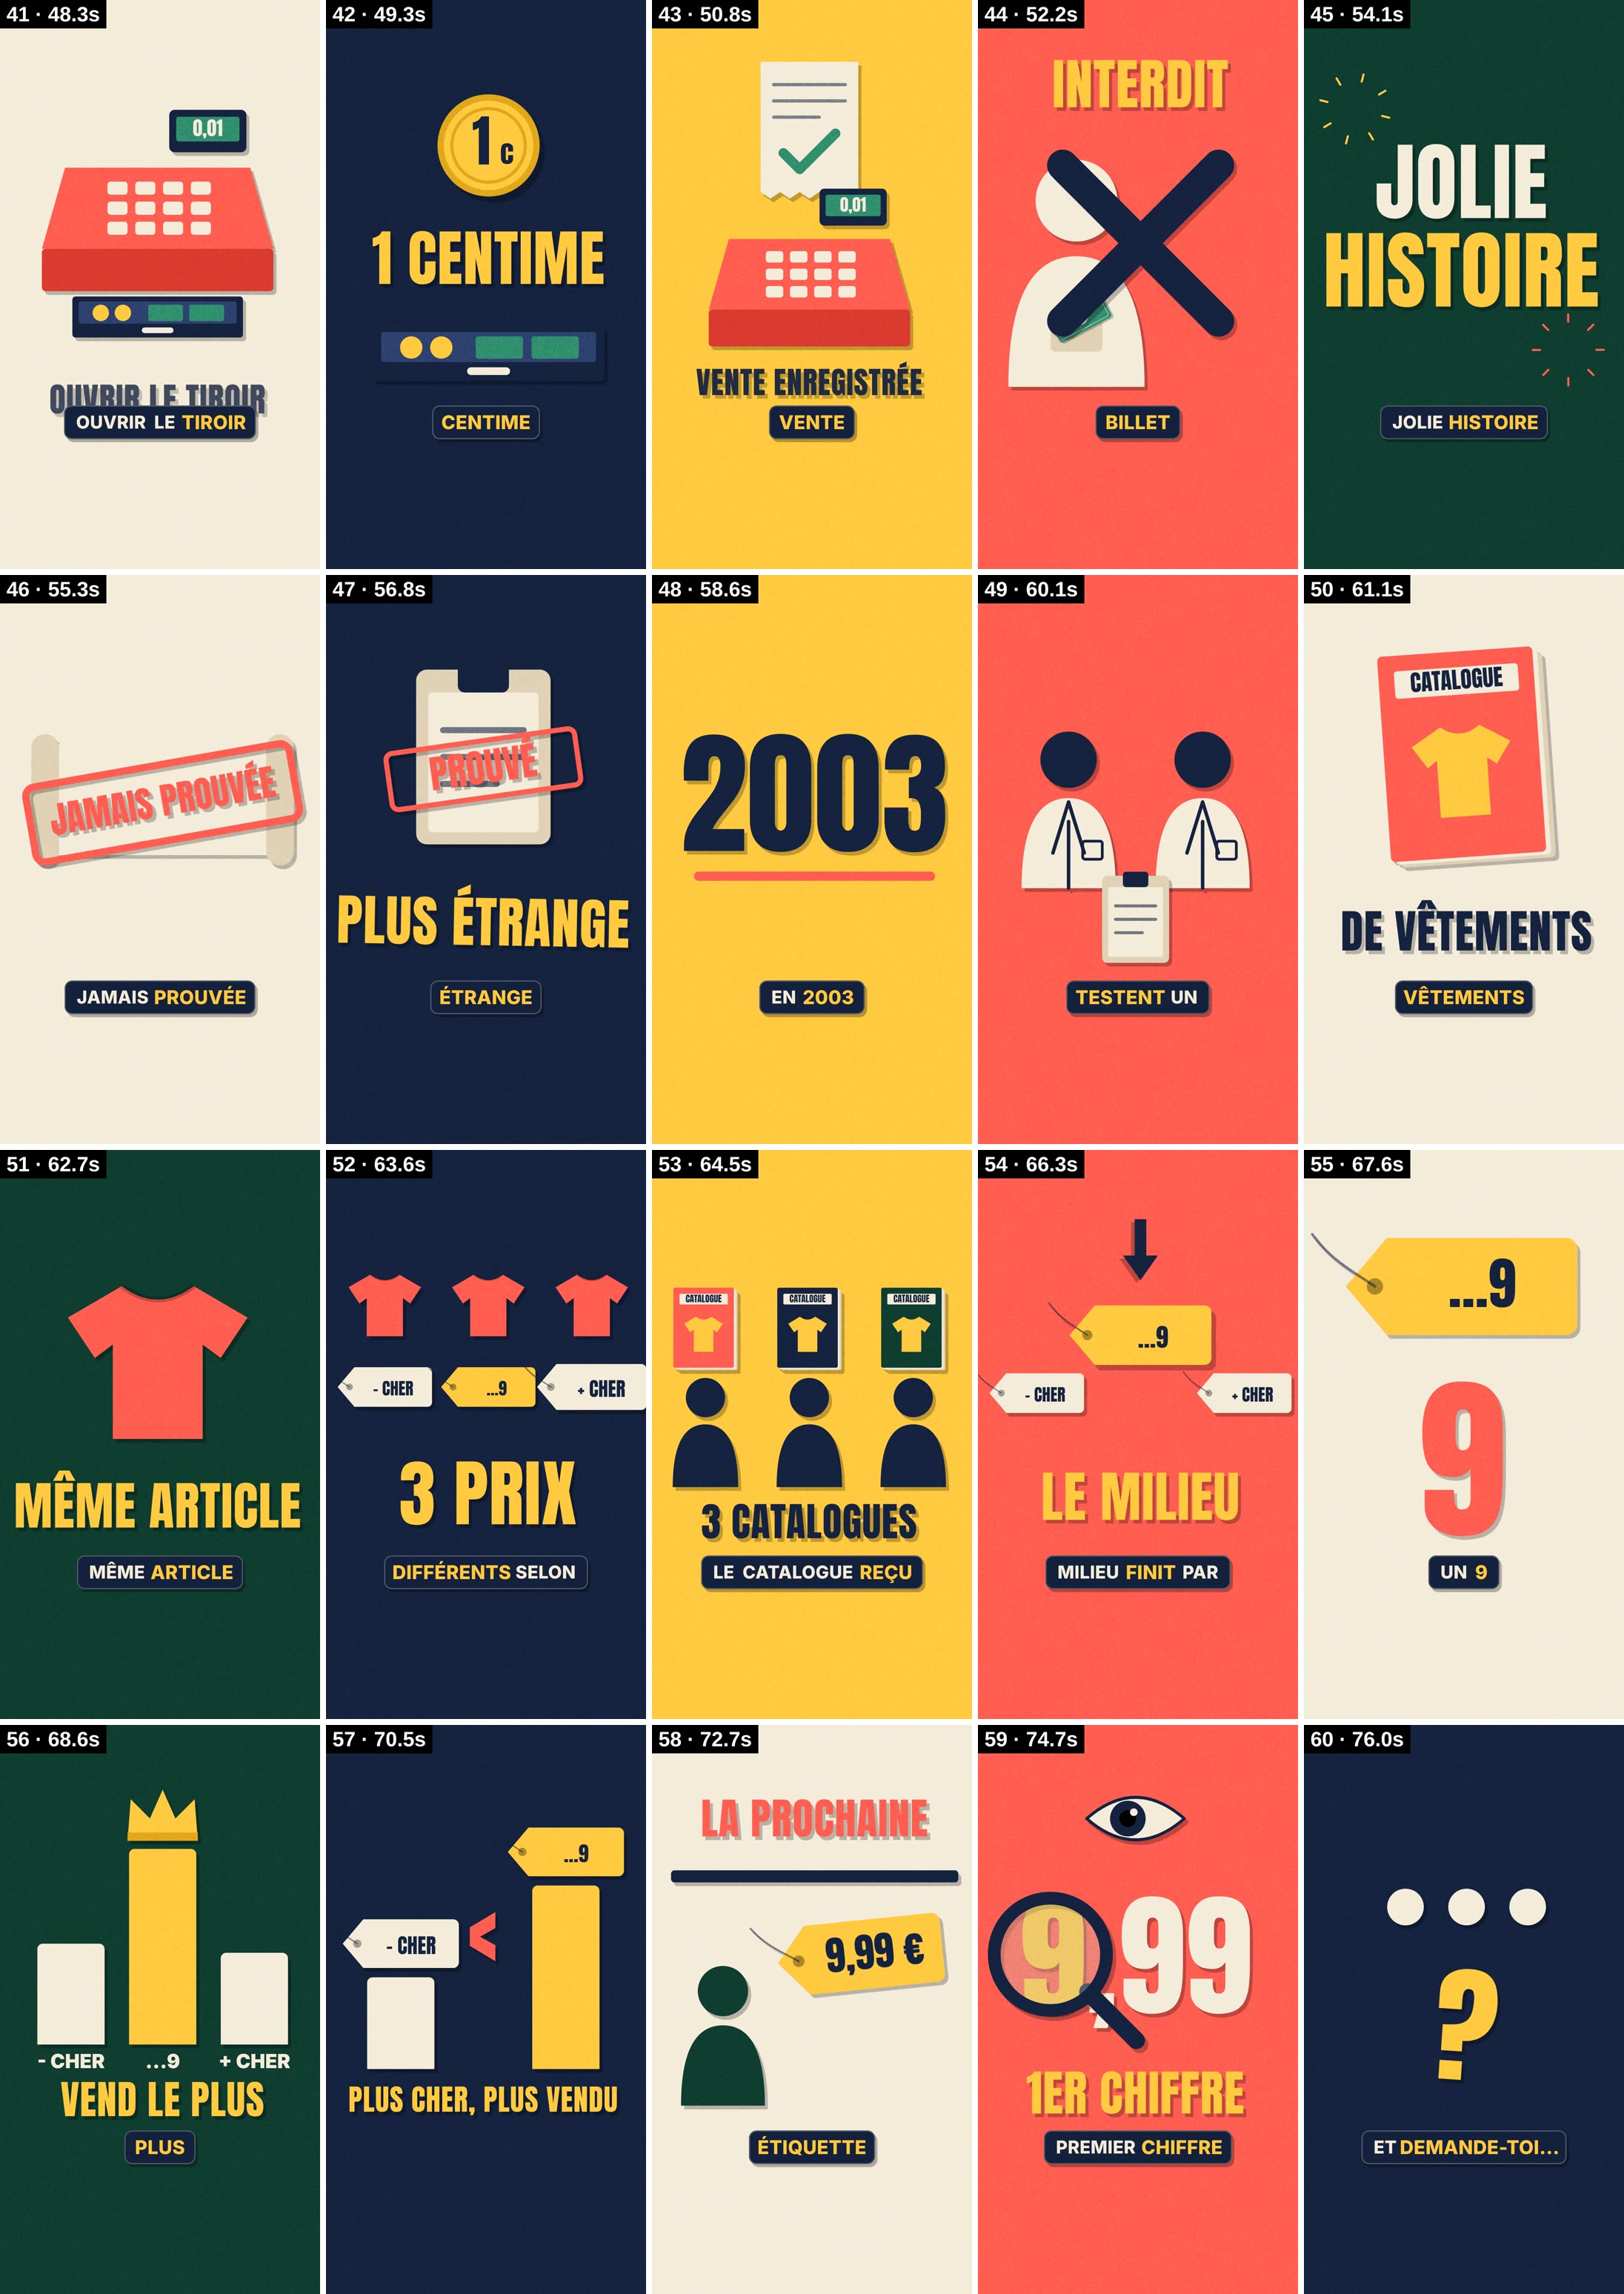 41 · 48.3s
0,01
OUVRIR LE TIROIR
OUVRIR LE TIROIR
42 · 49.3s
1 c
1 CENTIME
CENTIME
43 · 50.8s
0,01
VENTE ENREGISTRÉE
VENTE
44 · 52.2s
INTERDIT
BILLET
45 · 54.1s
JOLIE
HISTOIRE
JOLIE HISTOIRE
46 · 55.3s
JAMAIS PROUVÉE
JAMAIS PROUVÉE
47 · 56.8s
PROUVÉ
PLUS ÉTRANGE
ÉTRANGE
48 · 58.6s
2003
EN 2003
49 · 60.1s
TESTENT UN
50 · 61.1s
CATALOGUE
DE VÊTEMENTS
VÊTEMENTS
51 · 62.7s
MÊME ARTICLE
MÊME ARTICLE
52 · 63.6s
- CHER
...9
+ CHER
3 PRIX
DIFFÉRENTS SELON
53 · 64.5s
CATALOGUE
CATALOGUE
CATALOGUE
3 CATALOGUES
LE CATALOGUE REÇU
54 · 66.3s
...9
- CHER
+ CHER
LE MILIEU
MILIEU FINIT PAR
55 · 67.6s
...9
9
UN 9
56 · 68.6s
- CHER
...9
+ CHER
VEND LE PLUS
PLUS
57 · 70.5s
...9
- CHER
<
PLUS CHER, PLUS VENDU
58 · 72.7s
LA PROCHAINE
9,99 €
ÉTIQUETTE
59 · 74.7s
9,99
1ER CHIFFRE
PREMIER CHIFFRE
60 · 76.0s
?
ET DEMANDE-TOI...